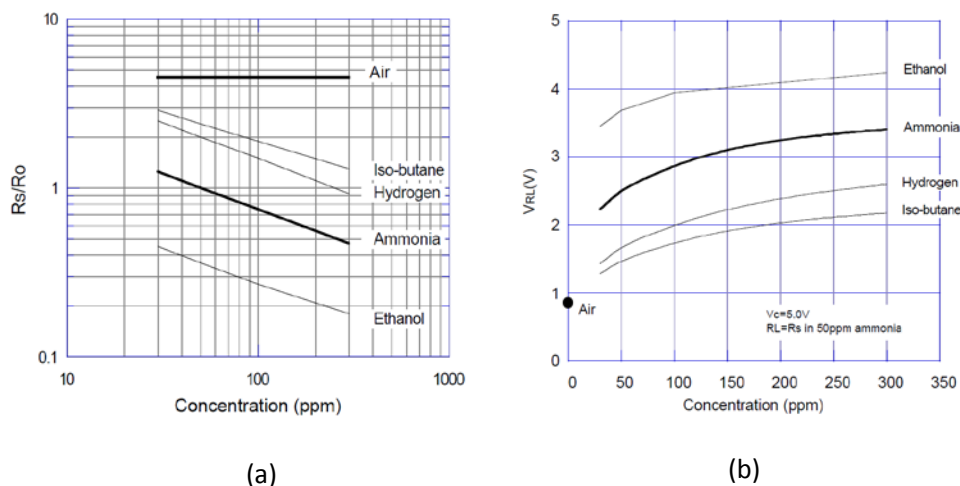 10
Air
Rs/Ro
1
Iso-butane
Hydrogen
Ammonia
Ethanol
0.1
10
100
1000
Concentration (ppm)
(a)
5
Ethanol
4
Ammonia
3
VRL(V)
Hydrogen
2
Iso-butane
1
Air
Vc=5.0V
RL=Rs in 50ppm ammonia
0
0 50 100 150 200 250 300 350
Concentration (ppm)
(b)